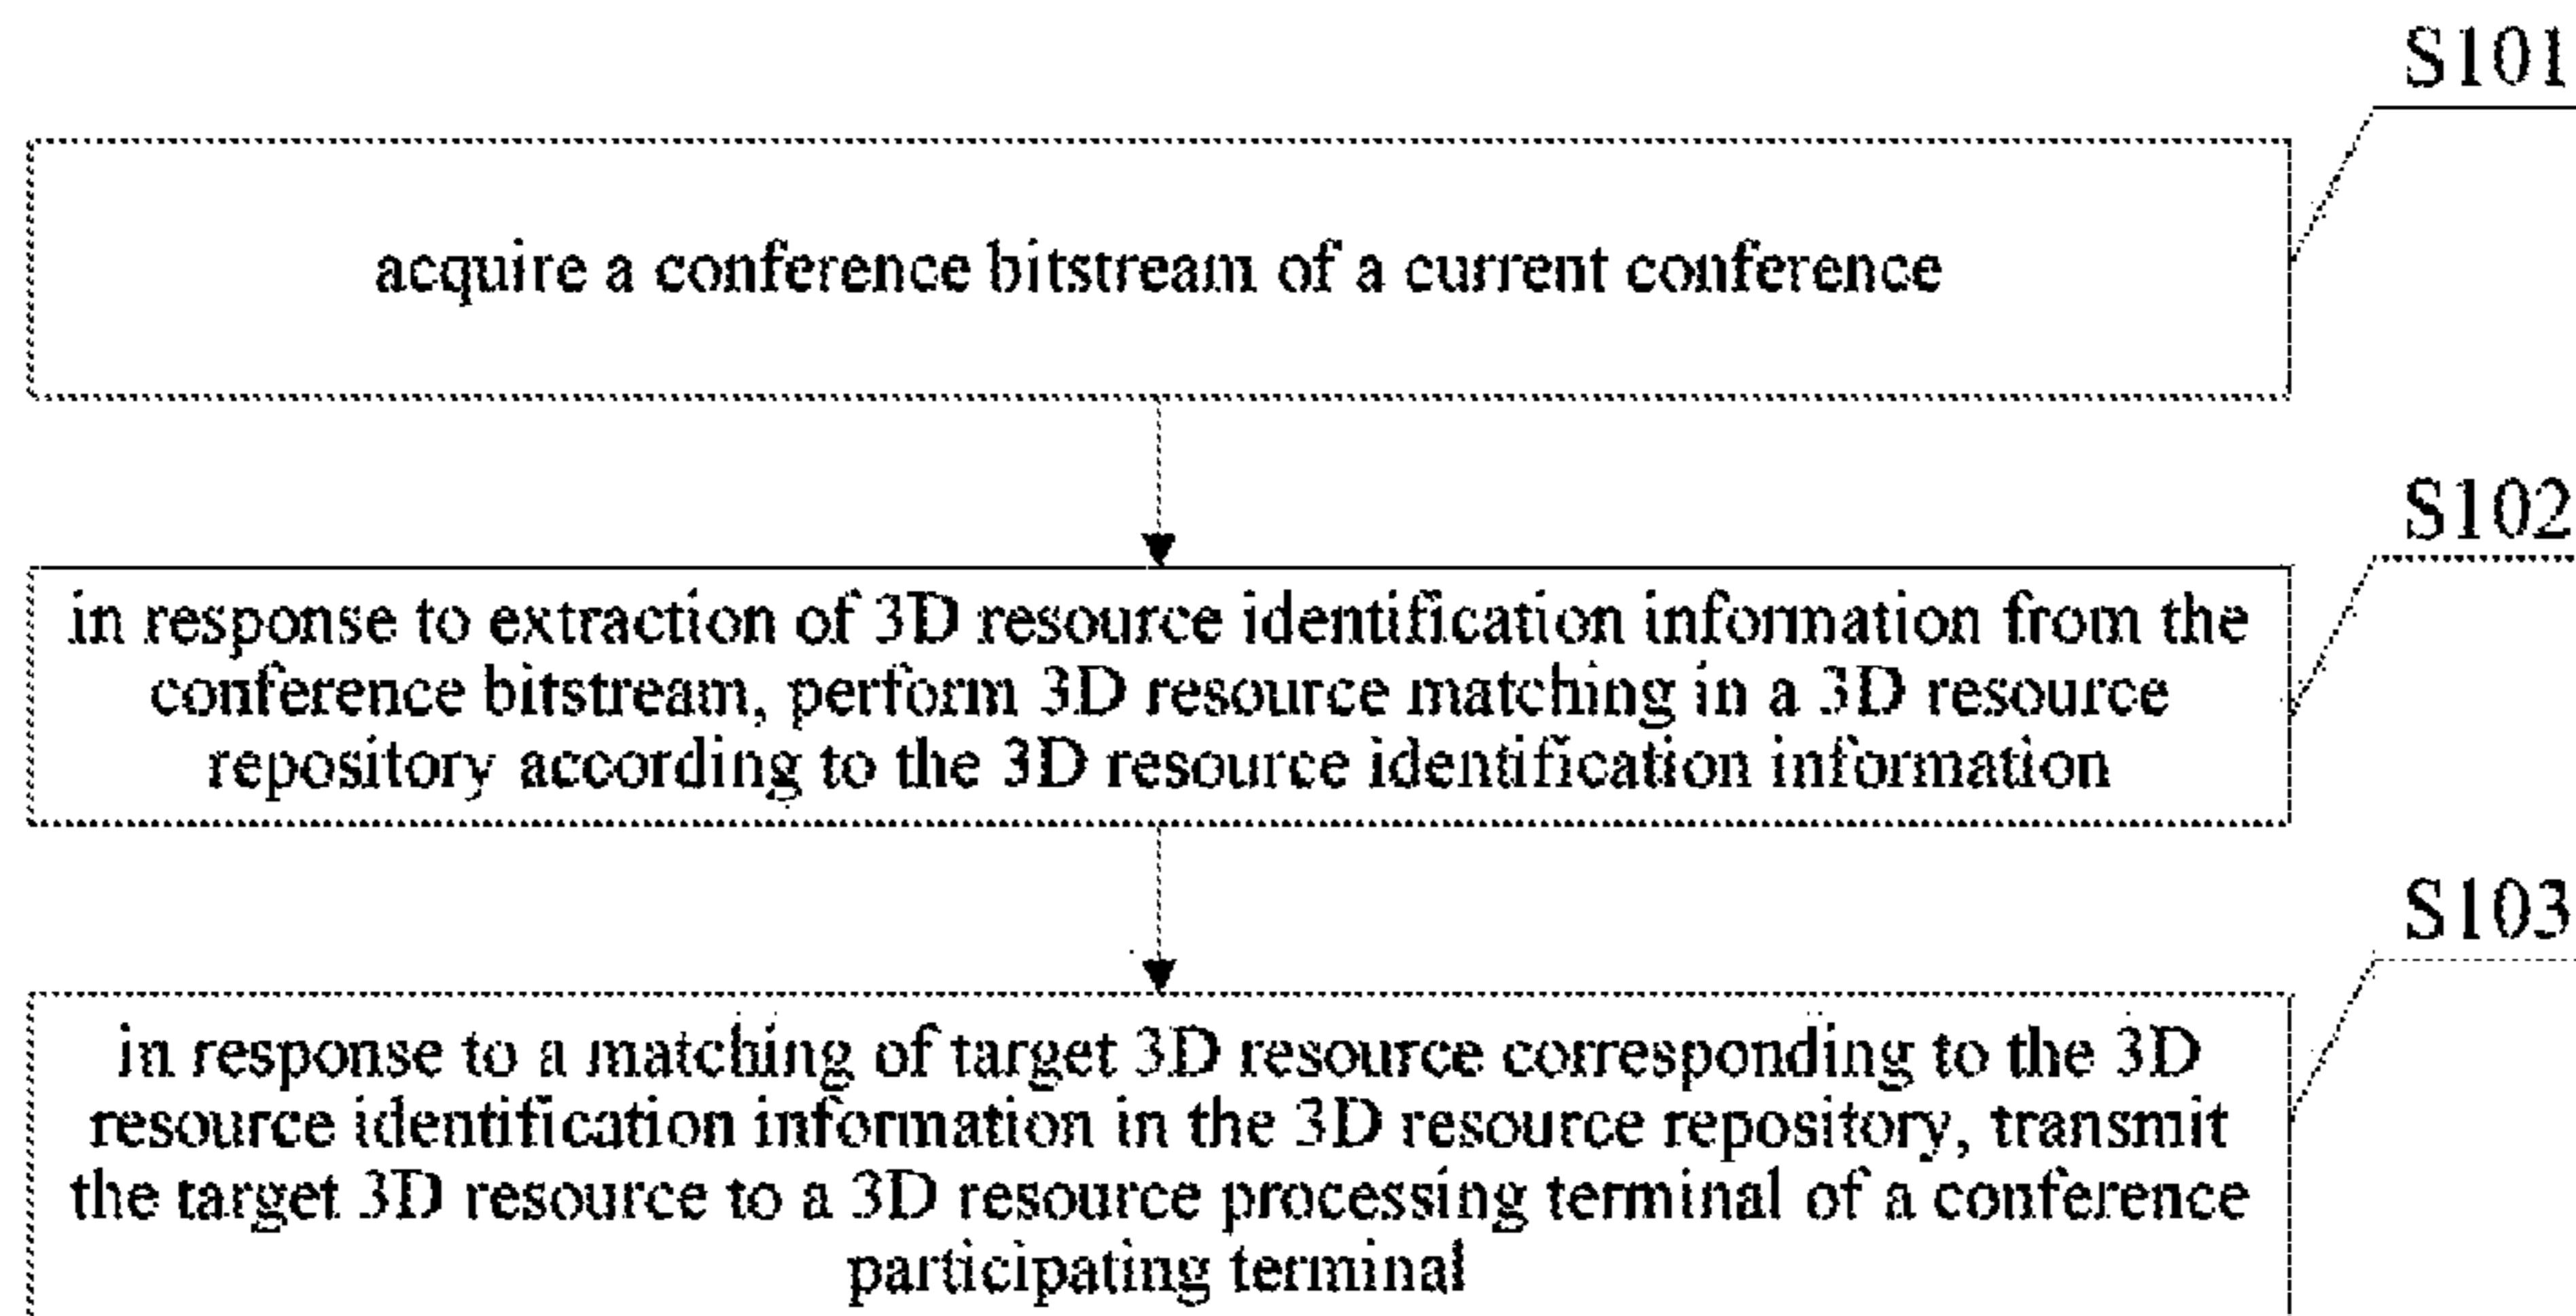 S101
acquire a conference bitstream of a current conference
S102
in response to extraction of 3D resource identification information from the
conference bitstream, perform 3D resource matching in a 3D resource
repository according to the 3D resource identification information
S103
in response to a matching of target 3D resource corresponding to the 3D
resource identification information in the 3D resource repository, transmit
the target 3D resource to a 3D resource processing terminal of a conference
participating terminal